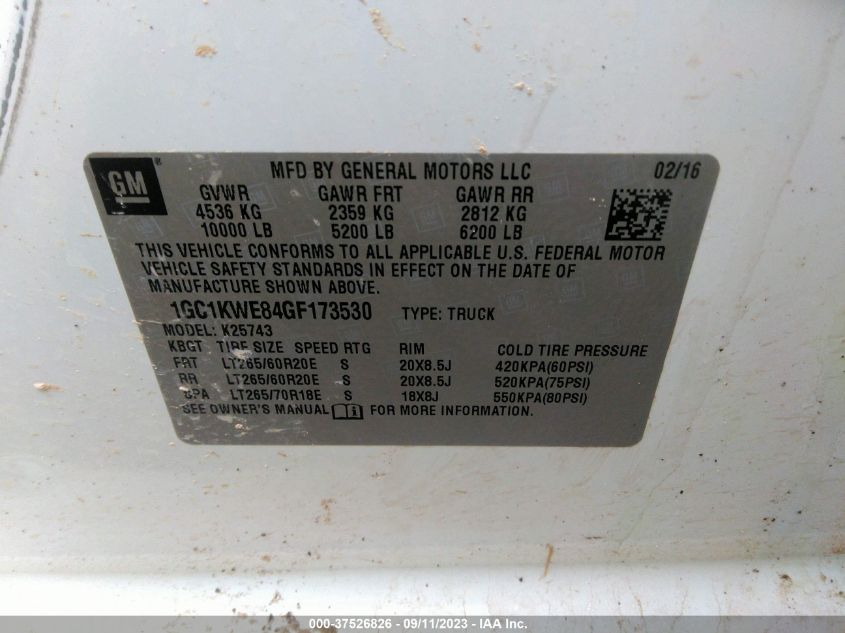 GM ® MFD BY GENERAL MOTORS LLC 02/16
GVWR GAWR FRT GAWR RR
4536 KG 2359 KG 2812 KG
10000 LB 5200 LB 6200 LB
THIS VEHICLE CONFORMS TO ALL APPLICABLE U.S. FEDERAL MOTOR
VEHICLE SAFETY STANDARDS IN EFFECT ON THE DATE OF
MANUFACTURE SHOWN ABOVE.
1GC1KWE84GF173530 TYPE: TRUCK
MODEL: K25743
KBGT TIRE SIZE SPEED RTG RIM COLD TIRE PRESSURE
FRT LT265/60R20E S 20X8.5J 420KPA(60PSI)
RR LT265/60R20E S 20X8.5J 520KPA(75PSI)
SPA LT265/70R18E S 18X8J 550KPA(80PSI)
SEE OWNER'S MANUAL FOR MORE INFORMATION.
000-37526826 - 09/11/2023 - IAA Inc.